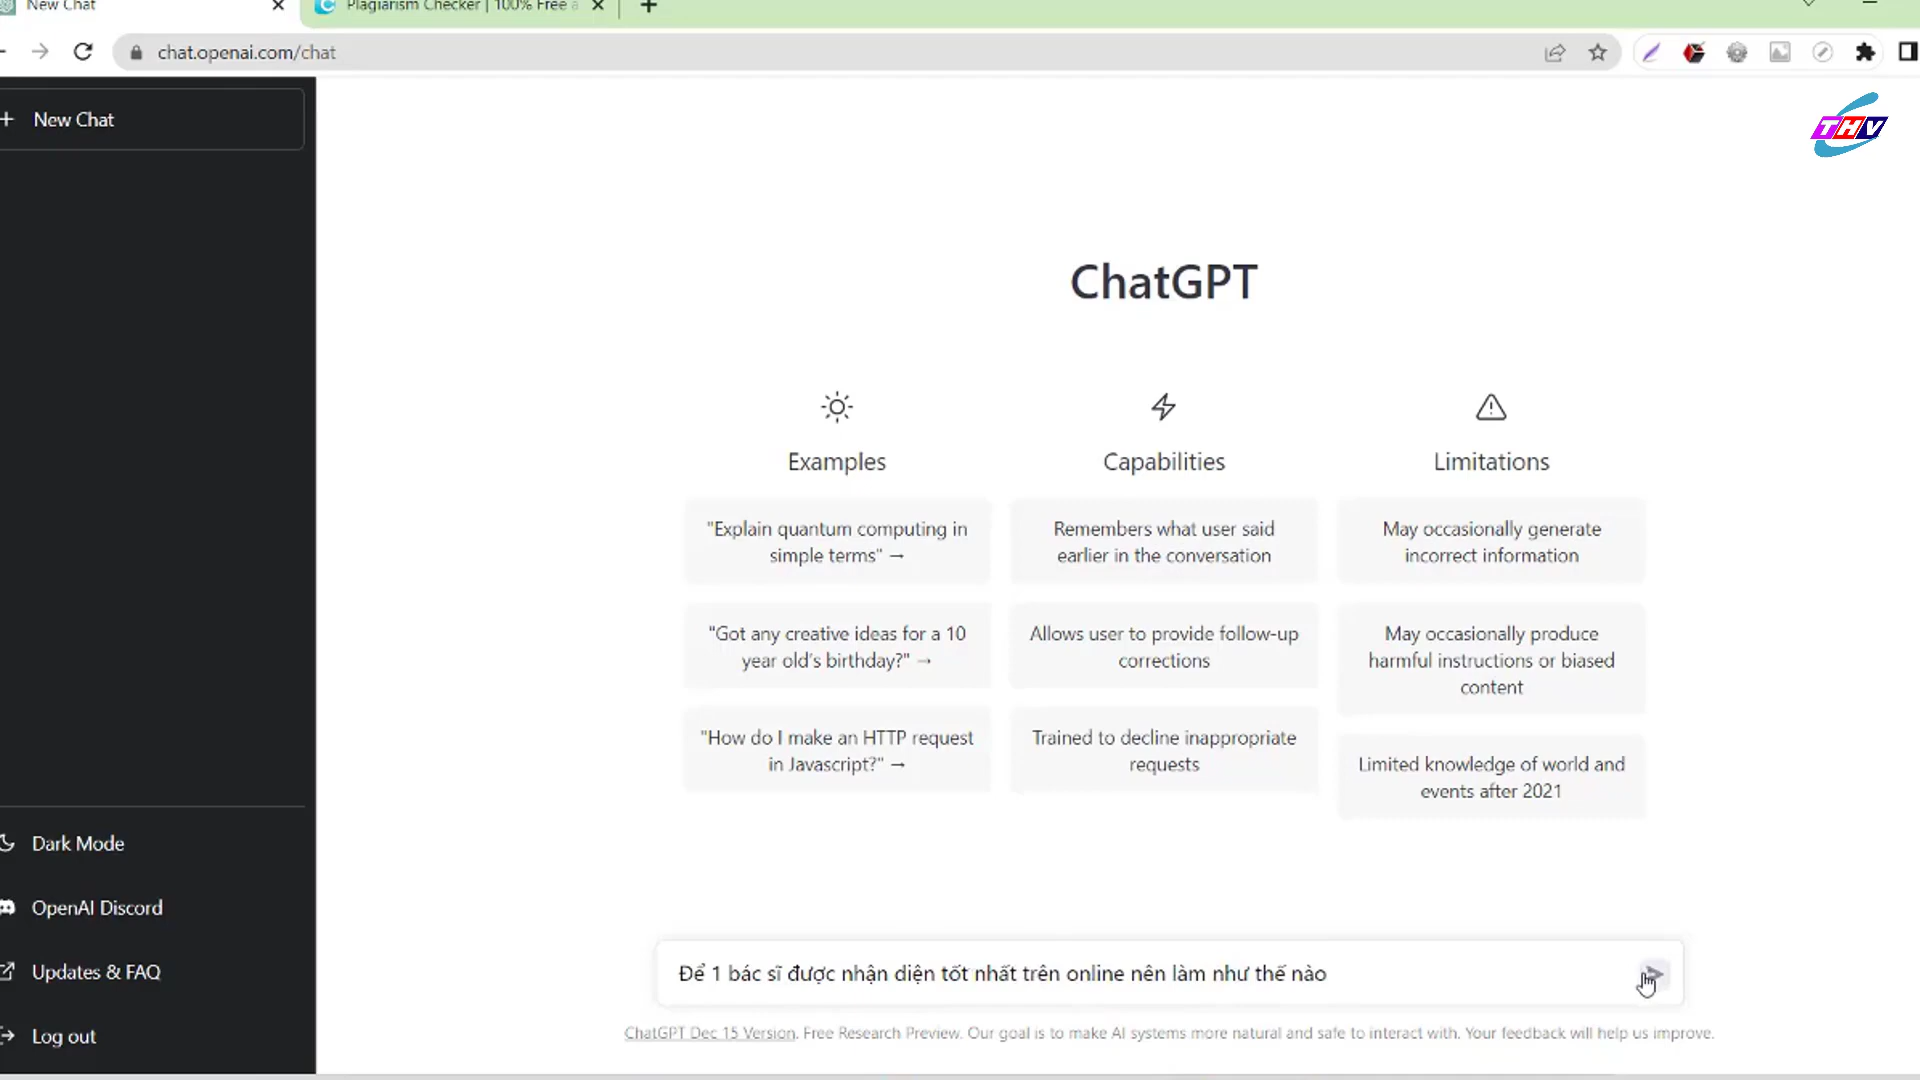 New Chat
Plagiarism Checker | 100% Free a
chat.openai.com/chat
New Chat
THV
ChatGPT
Examples
Capabilities
Limitations
"Explain quantum computing in
simple terms" →
Remembers what user said
earlier in the conversation
May occasionally generate
incorrect information
"Got any creative ideas for a 10
year old's birthday?" →
Allows user to provide follow-up
corrections
May occasionally produce
harmful instructions or biased
content
"How do I make an HTTP request
in Javascript?" →
Trained to decline inappropriate
requests
Limited knowledge of world and
events after 2021
Dark Mode
OpenAI Discord
Updates & FAQ
Log out
Để 1 bác sĩ được nhận diện tốt nhất trên online nên làm như thế nào
ChatGPT Dec 15 Version. Free Research Preview. Our goal is to make AI systems more natural and safe to interact with. Your feedback will help us improve.